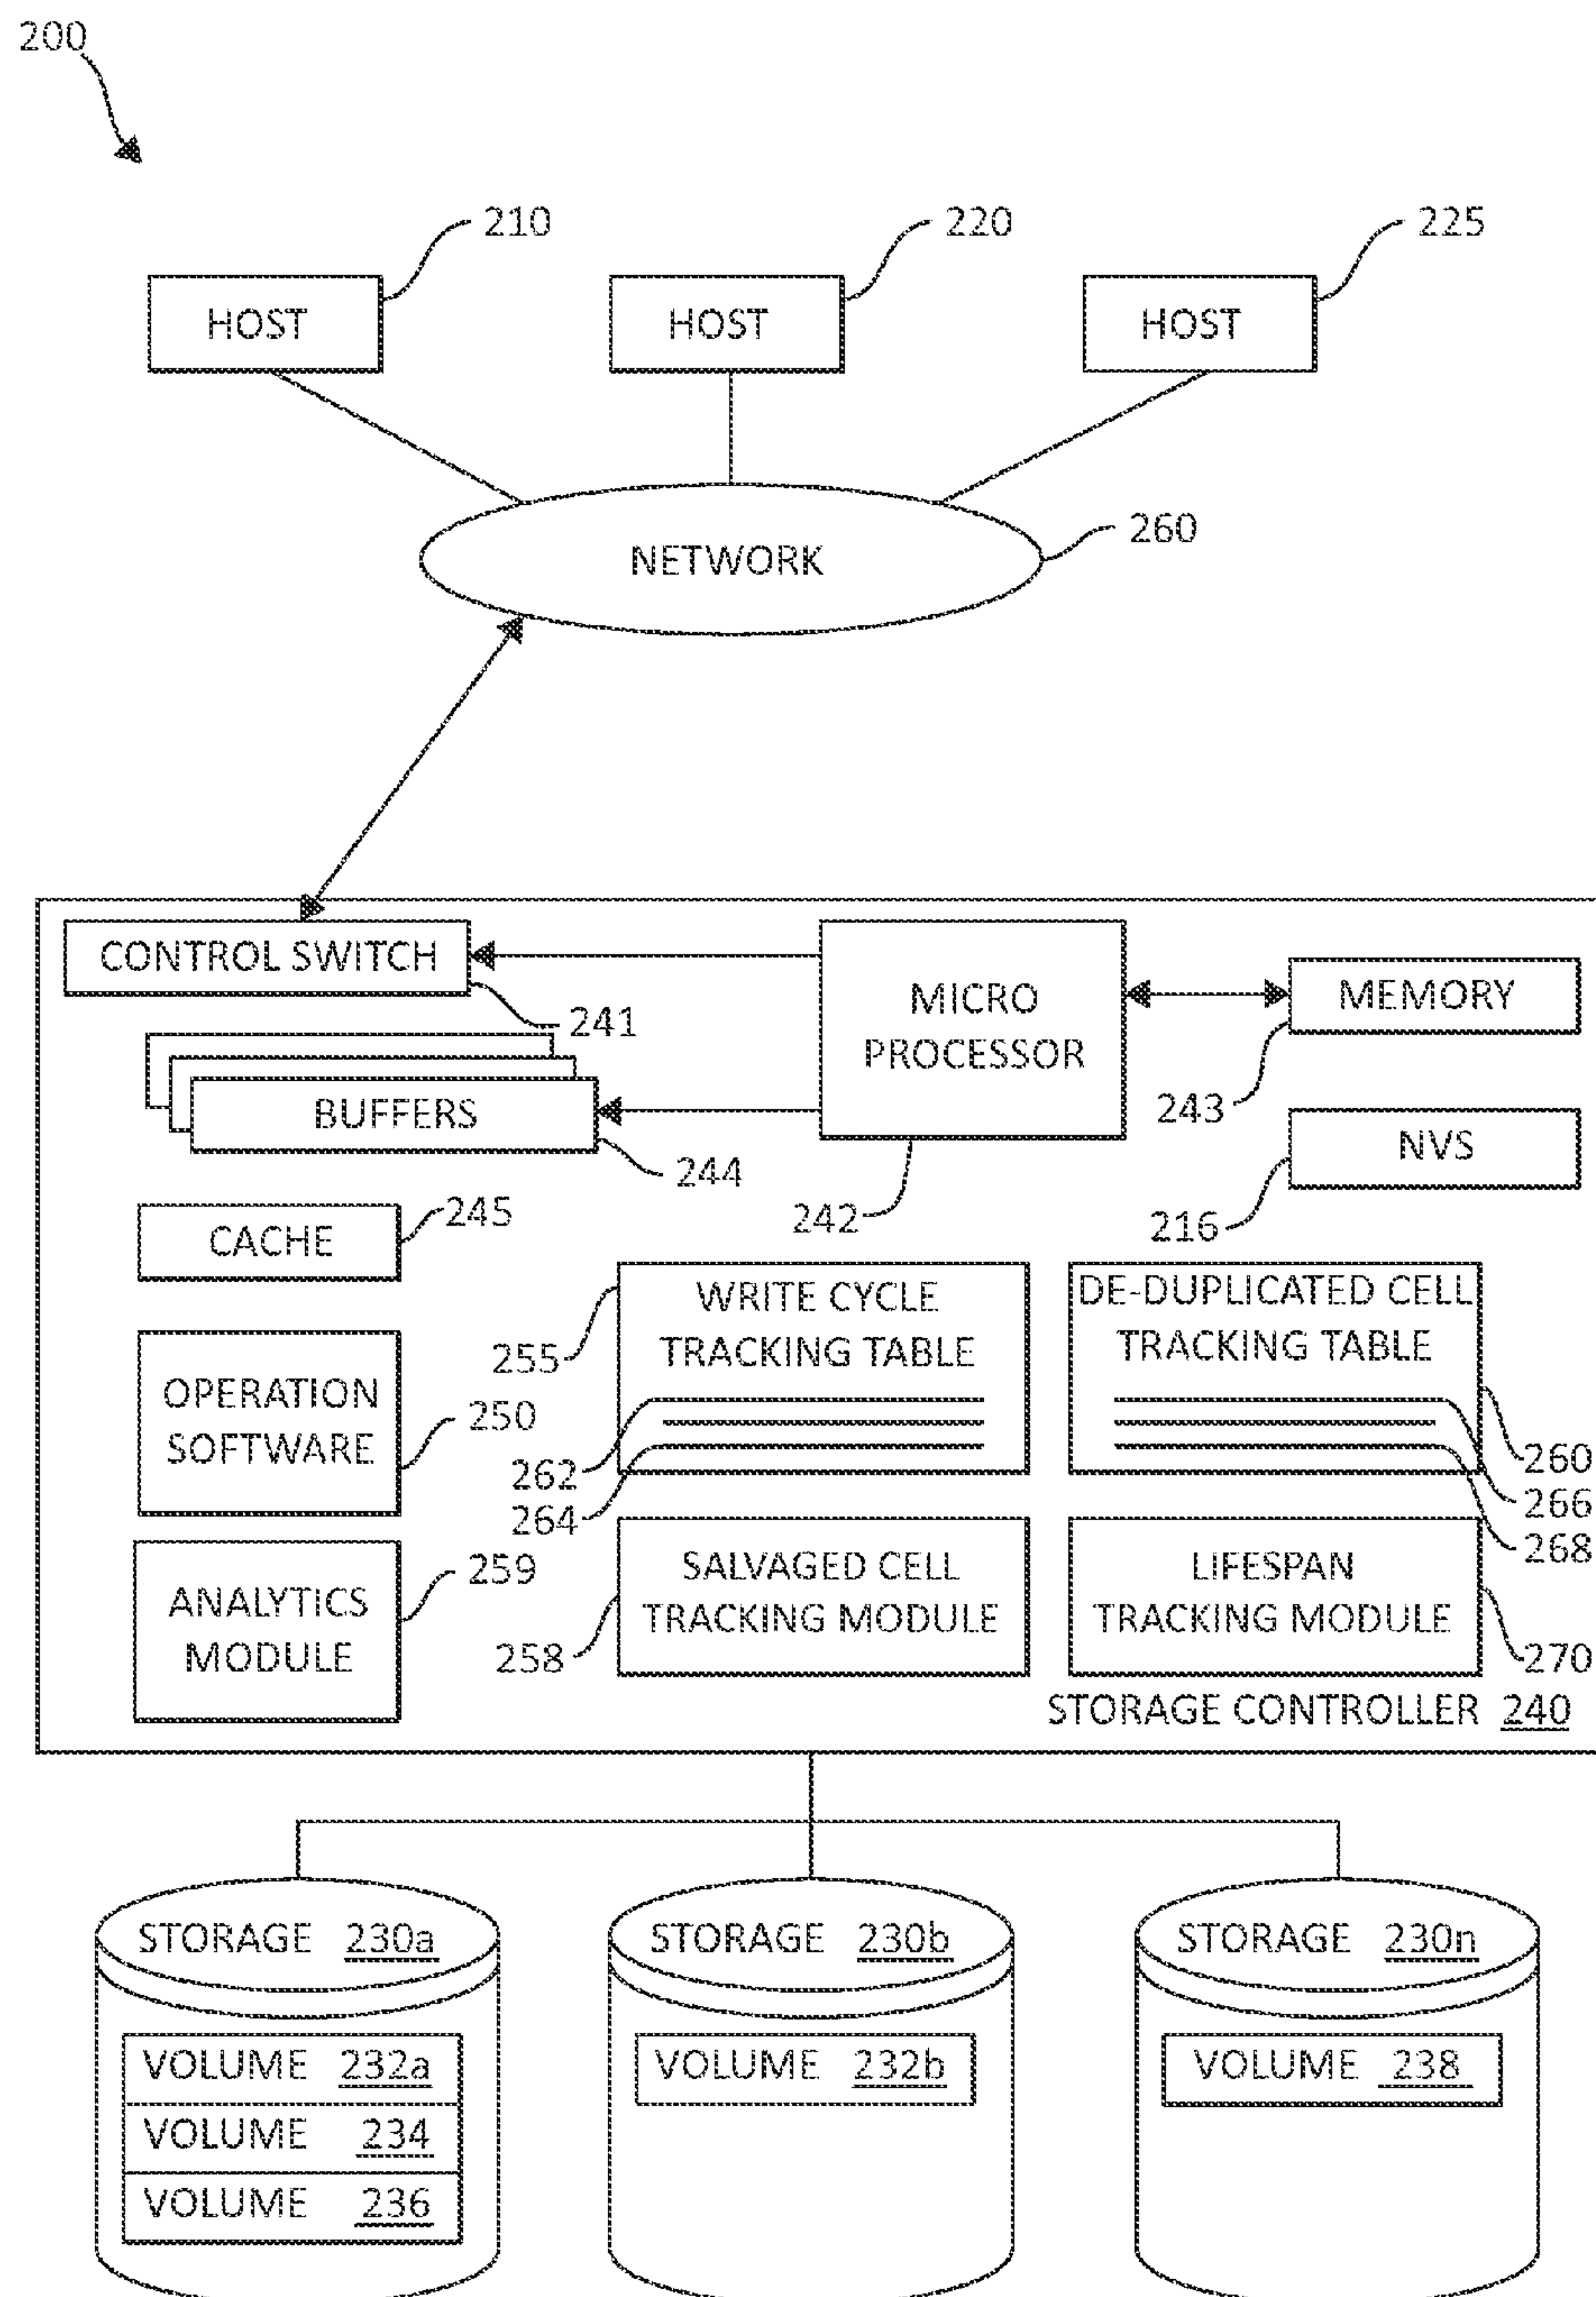 200
210
220
225
HOST
HOST
HOST
260
NETWORK
CONTROL SWITCH
241
MICRO
PROCESSOR
242
MEMORY
243
BUFFERS
244
NVS
216
CACHE
245
WRITE CYCLE
TRACKING TABLE
255
262
264
DE-DUPLICATED CELL
TRACKING TABLE
260
266
268
OPERATION
SOFTWARE
250
ANALYTICS
MODULE
259
SALVAGED CELL
TRACKING MODULE
258
LIFESPAN
TRACKING MODULE
270
STORAGE CONTROLLER 240
STORAGE 230a
VOLUME 232a
VOLUME 234
VOLUME 236
STORAGE 230b
VOLUME 232b
STORAGE 230n
VOLUME 238